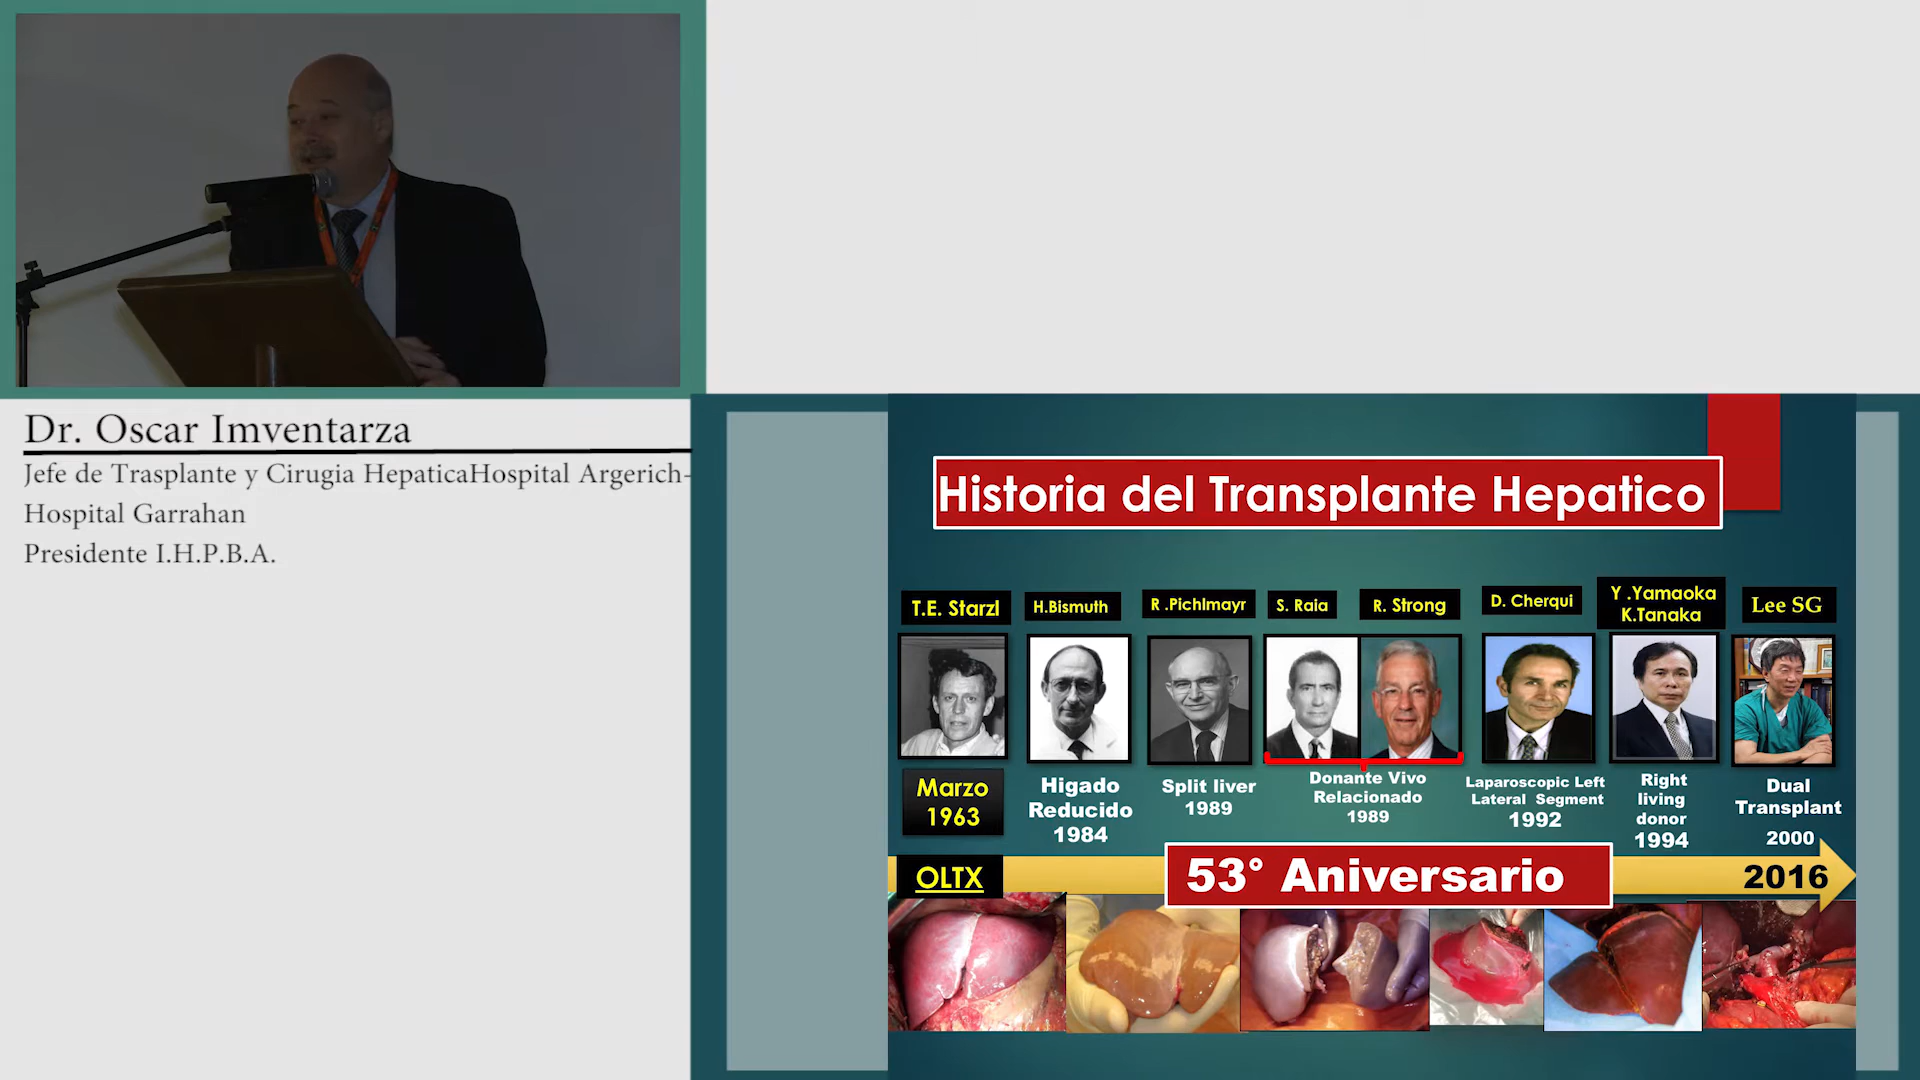 Dr. Oscar Imventarza
Jefe de Trasplante y Cirugia HepaticaHospital Argerich-
Hospital Garrahan
Presidente I.H.P.B.A.
Historia del Transplante Hepatico
T.E. Starzl
H.Bismuth
R .Pichlmayr
S. Raia
R. Strong
D. Cherqui
Y .Yamaoka
K.Tanaka
Lee SG
Marzo
1963
Higado
Reducido
1984
Split liver
1989
Donante Vivo
Relacionado
1989
Laparoscopic Left
Lateral Segment
1992
Right
living
donor
1994
Dual
Transplant
2000
OLTX
53° Aniversario
2016